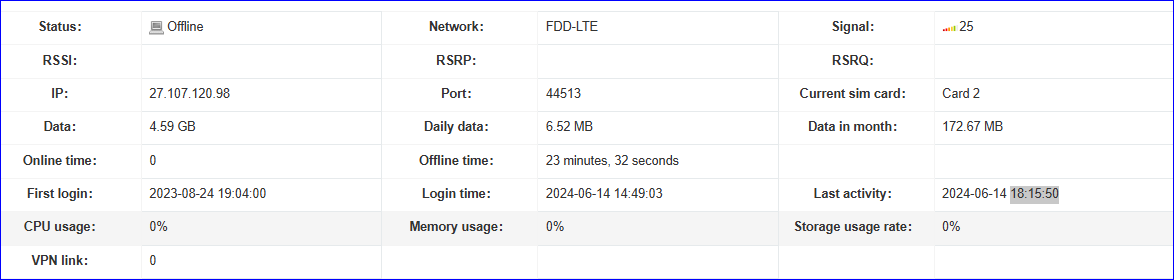 Status: Offline Network: FDD-LTE Signal: 25
RSSI: RSRP: RSRQ:
IP: 27.107.120.98 Port: 44513 Current sim card: Card 2
Data: 4.59 GB Daily data: 6.52 MB Data in month: 172.67 MB
Online time: 0 Offline time: 23 minutes, 32 seconds
First login: 2023-08-24 19:04:00 Login time: 2024-06-14 14:49:03 Last activity: 2024-06-14 18:15:50
CPU usage: 0% Memory usage: 0% Storage usage rate: 0%
VPN link: 0